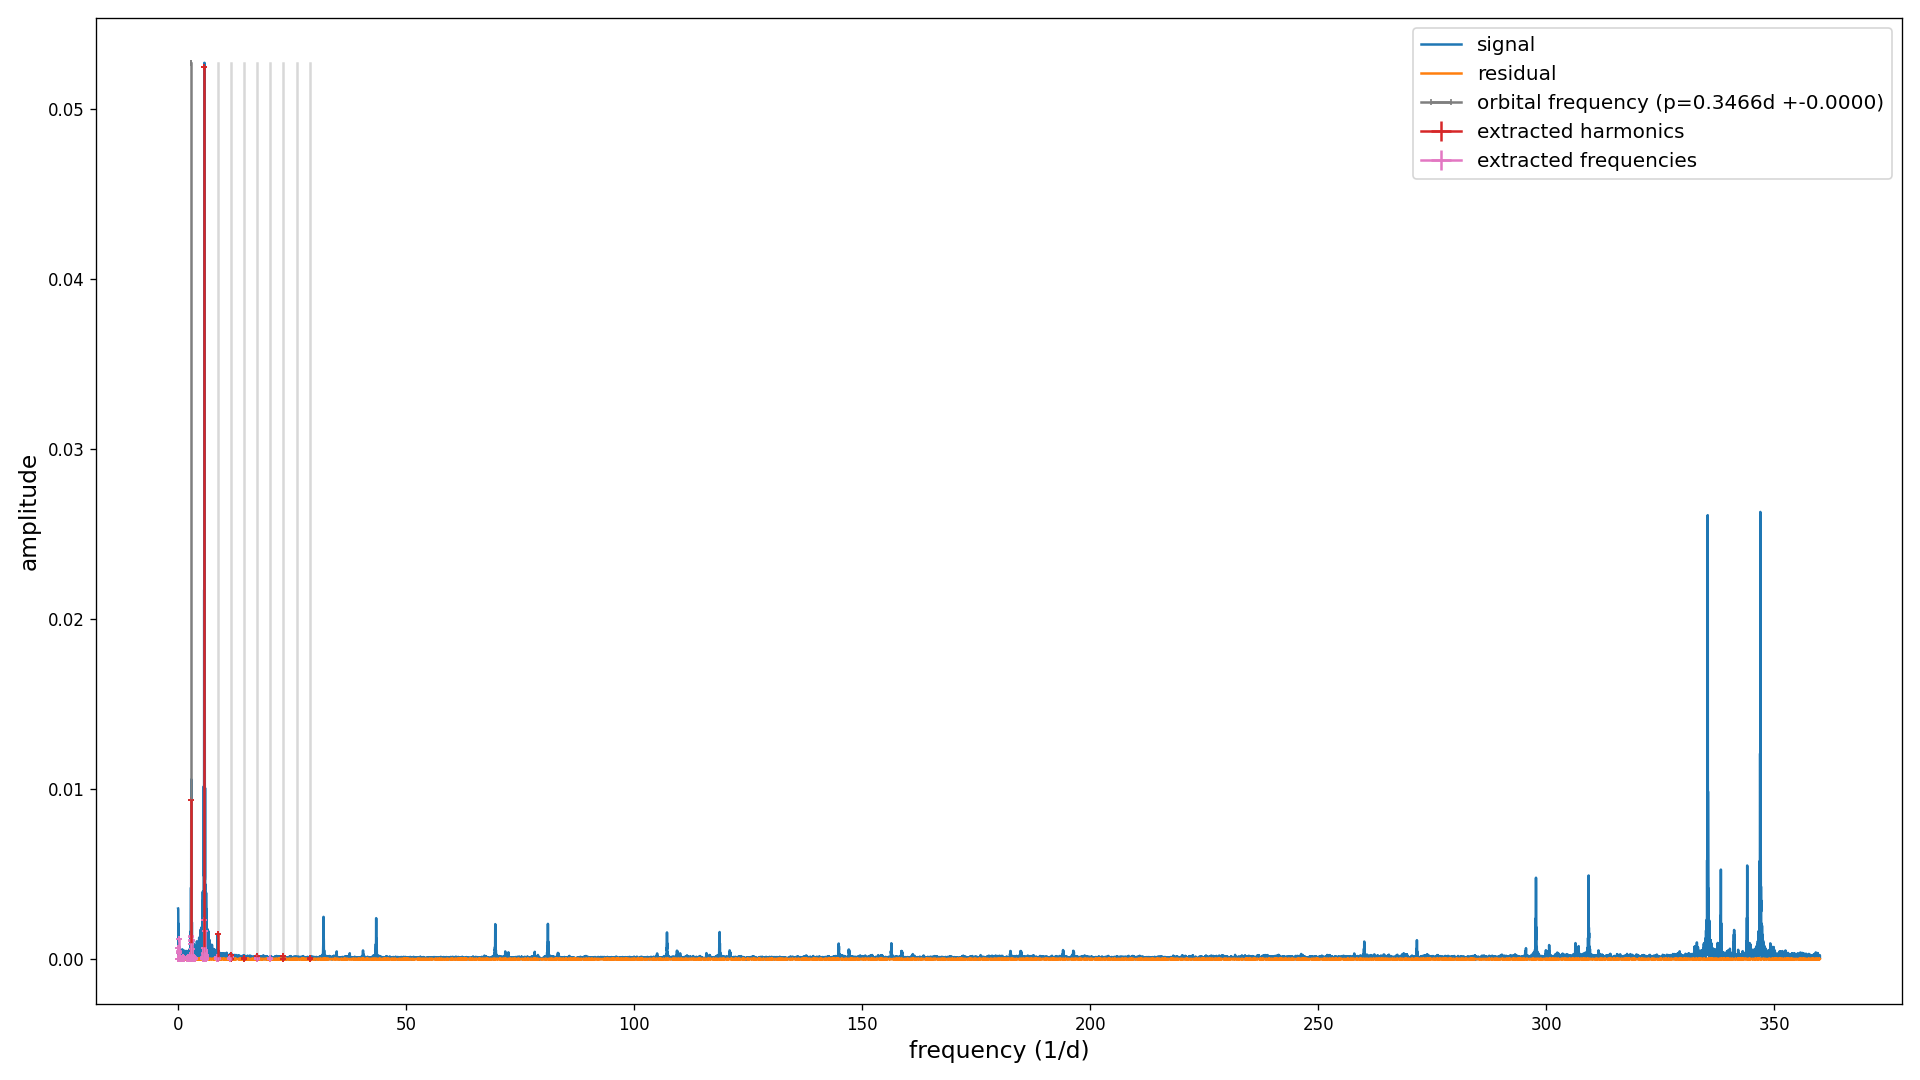 signal
residual
orbital frequency (p=0.3466d +-0.0000)
extracted harmonics
extracted frequencies
0.05
0.04
0.03
0.02
0.01
0.00
amplitude
0 50 100 150 200 250 300 350
frequency (1/d)